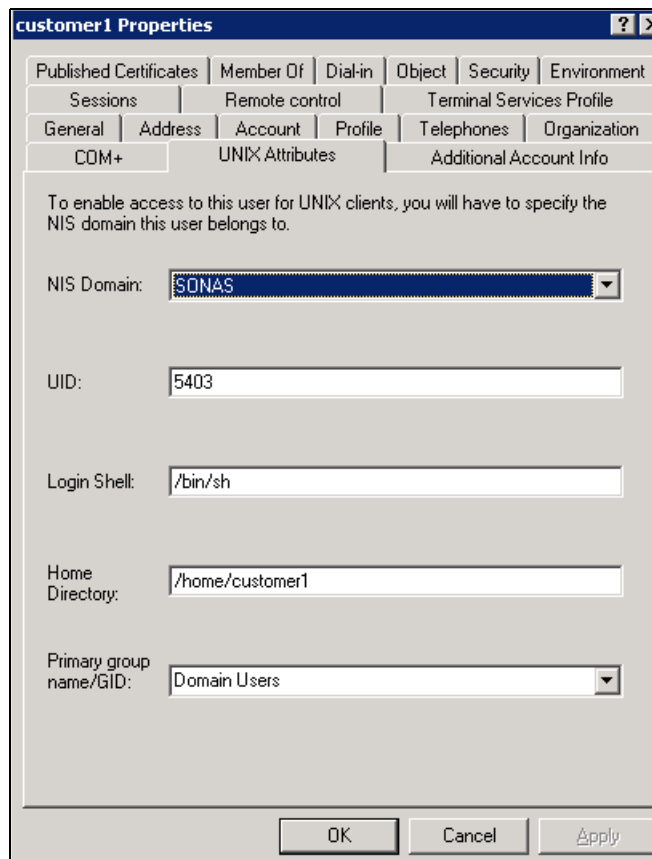 customer1 Properties
Published Certificates Member Of Dial-in Object Security Environment
Sessions Remote control Terminal Services Profile
General Address Account Profile Telephones Organization
COM+ UNIX Attributes Additional Account Info
To enable access to this user for UNIX clients, you will have to specify the
NIS domain this user belongs to.
NIS Domain: SONAS
UID: 5403
Login Shell: /bin/sh
Home
Directory: /home/customer1
Primary group
name/GID: Domain Users
OK Cancel Apply